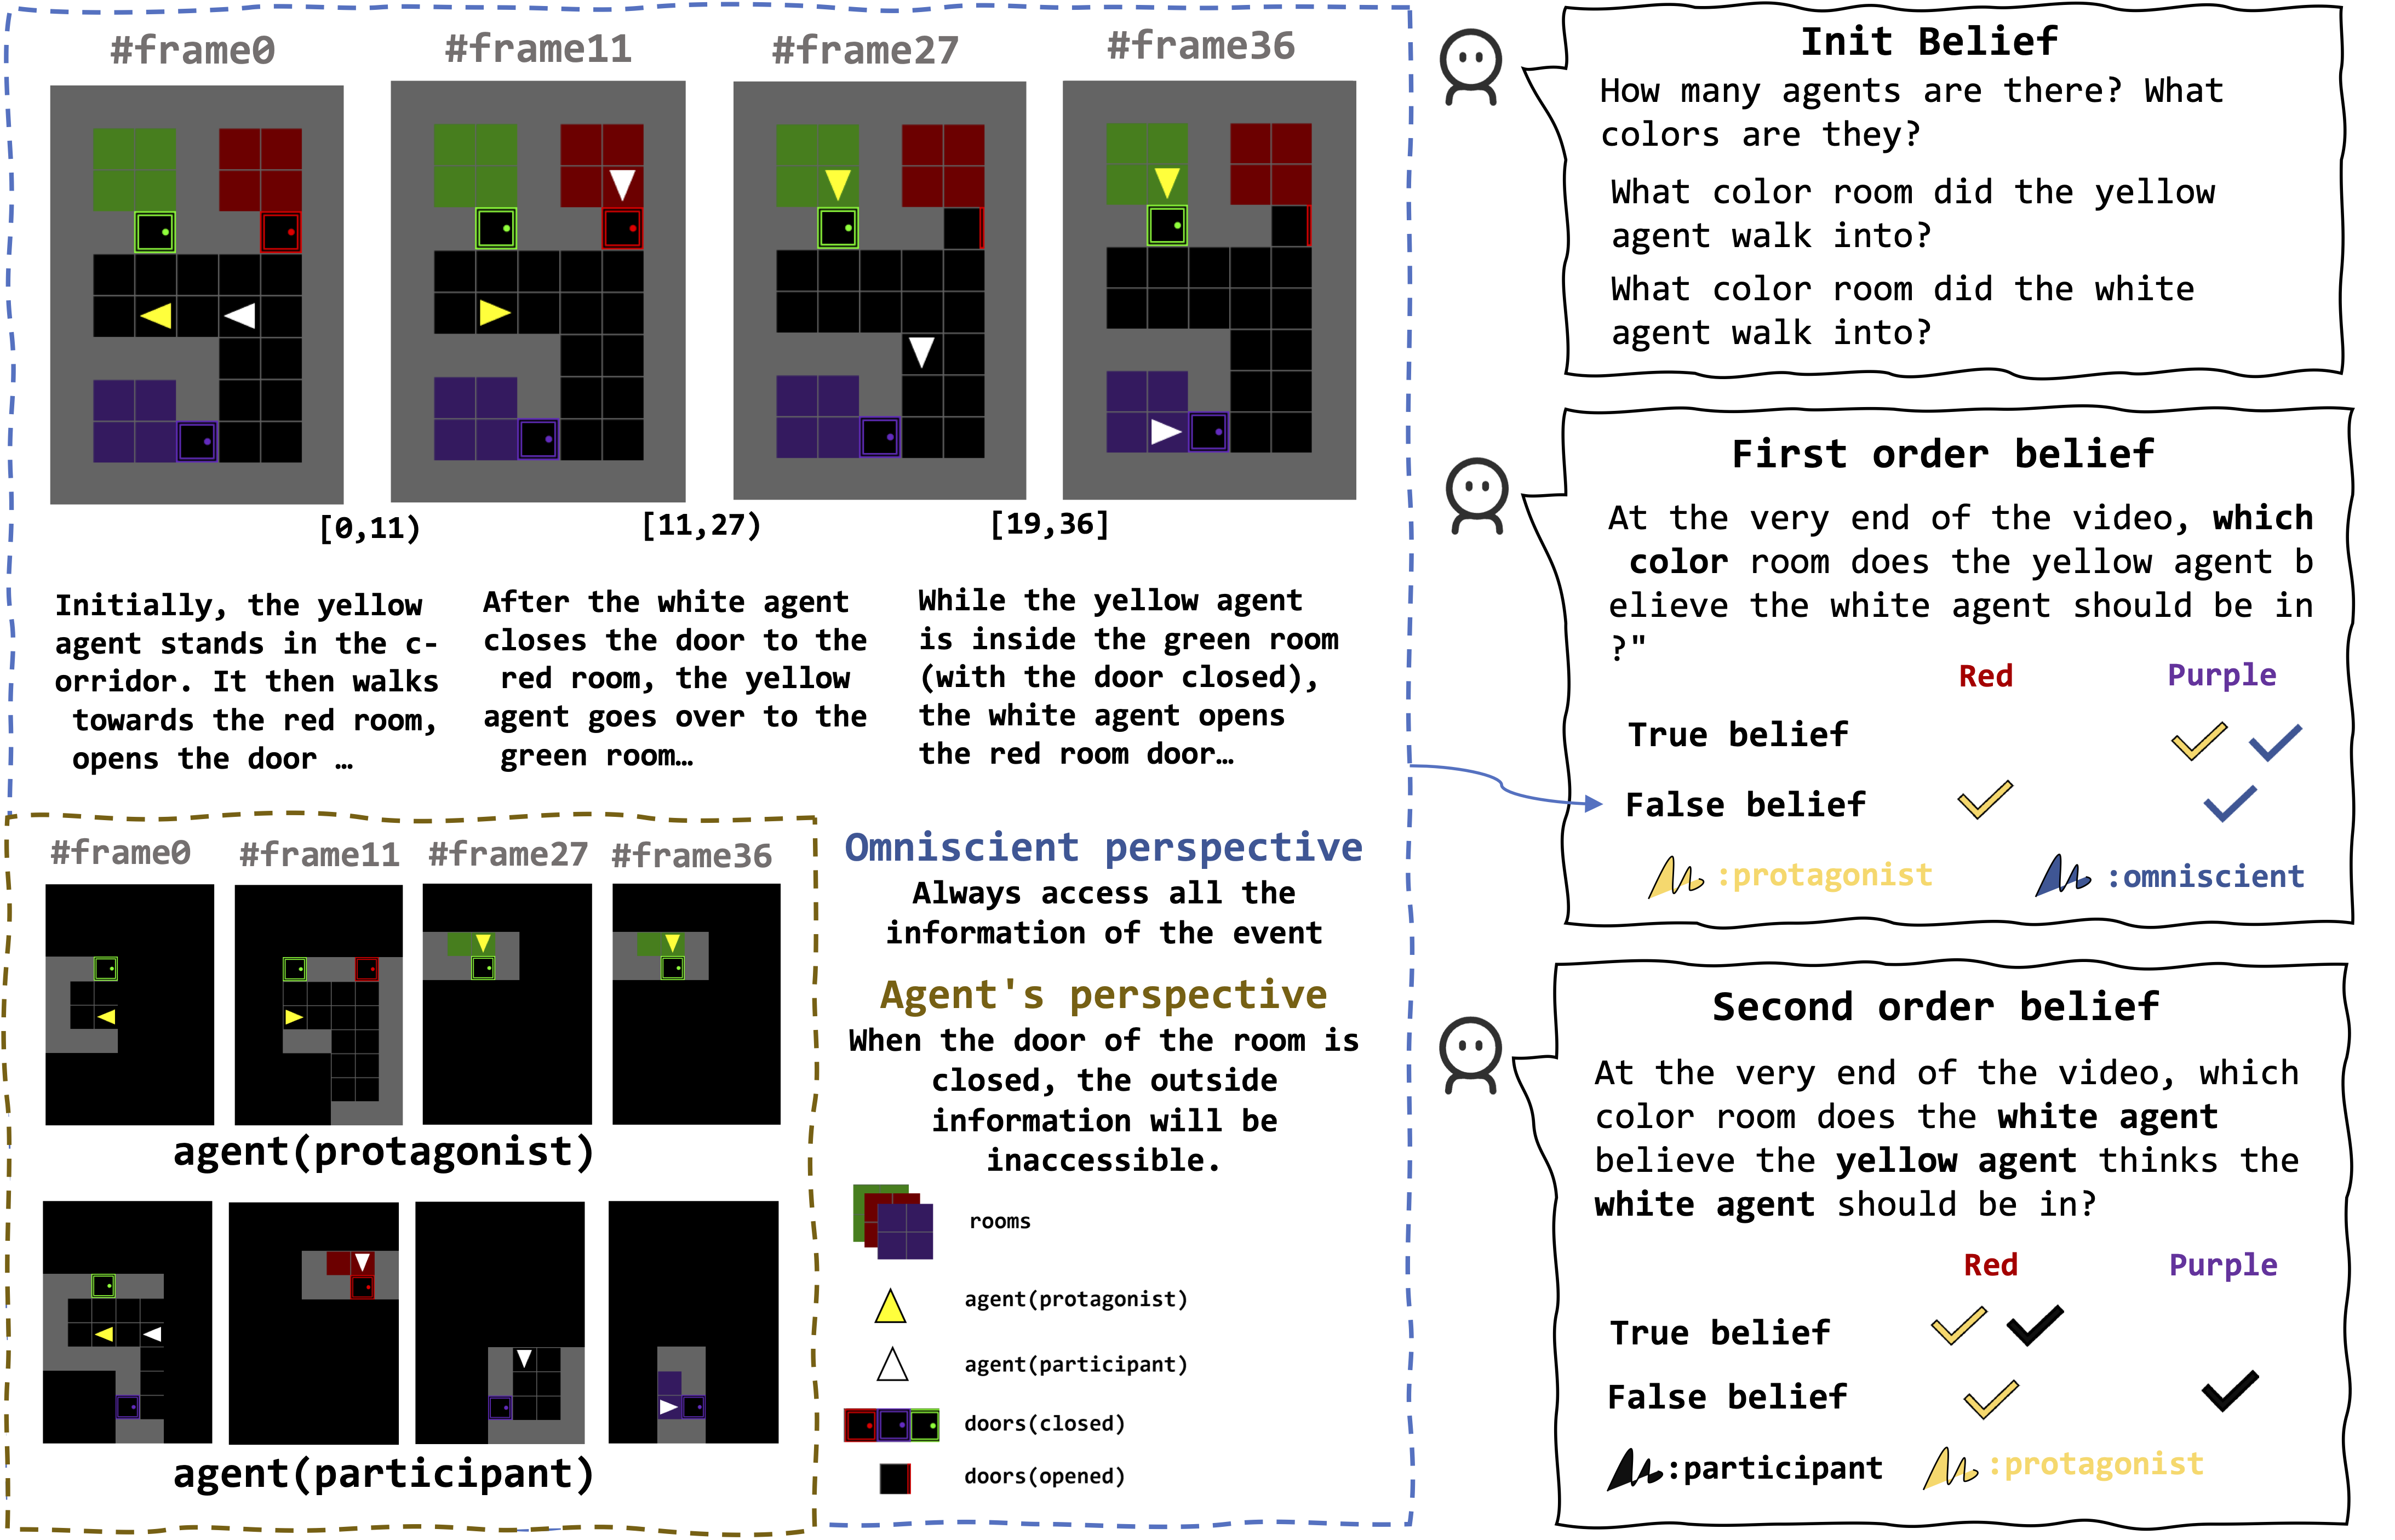 #frame0
#frame11
#frame27
#frame36
[0,11)
[11,27)
[19,36]
Initially, the yellow
agent stands in the c-
orridor. It then walks
towards the red room,
opens the door …
After the white agent
closes the door to the
red room, the yellow
agent goes over to the
green room…
While the yellow agent
is inside the green room
(with the door closed),
the white agent opens
the red room door…
#frame0
#frame11
#frame27
#frame36
agent(protagonist)
agent(participant)
Omniscient perspective
Always access all the
information of the event
Agent's perspective
When the door of the room is
closed, the outside
information will be
inaccessible.
rooms
agent(protagonist)
agent(participant)
doors(closed)
doors(opened)
Init Belief
How many agents are there? What
colors are they?
What color room did the yellow
agent walk into?
What color room did the white
agent walk into?
First order belief
At the very end of the video, which
color room does the yellow agent b
elieve the white agent should be in
?"
Red
Purple
True belief
False belief
:protagonist
:omniscient
Second order belief
At the very end of the video, which
color room does the white agent
believe the yellow agent thinks the
white agent should be in?
Red
Purple
True belief
False belief
:participant
:protagonist